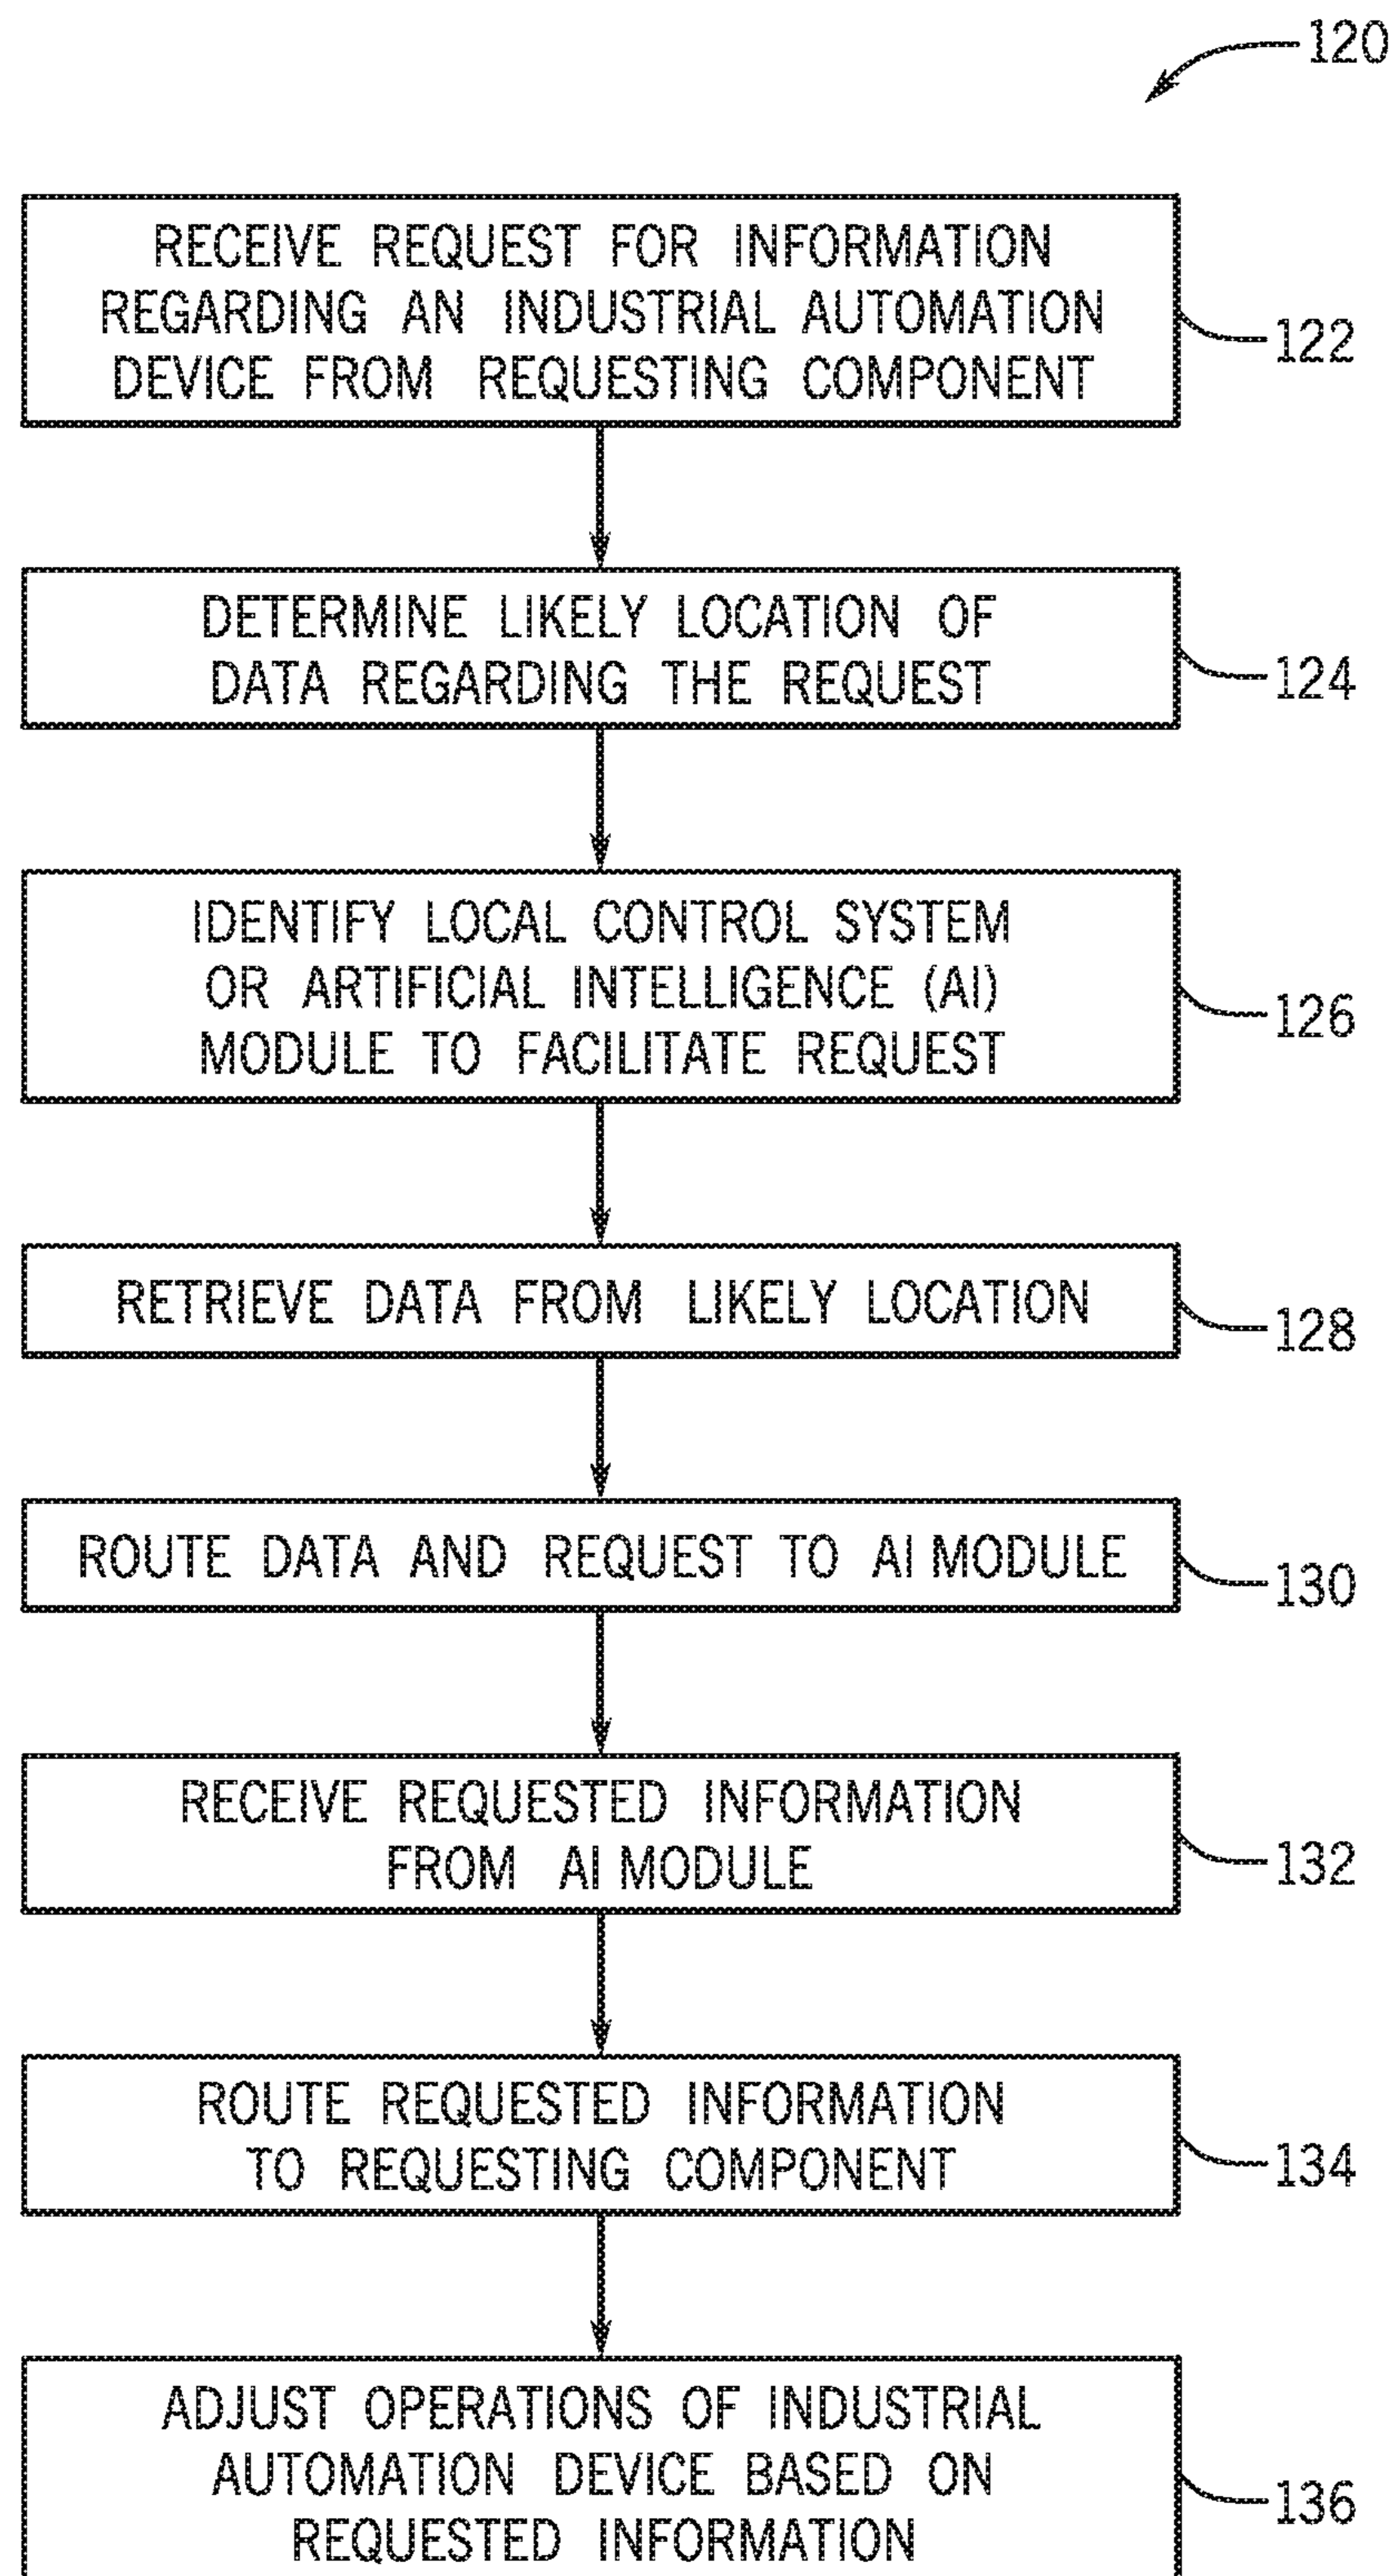 120
RECEIVE REQUEST FOR INFORMATION
REGARDING AN INDUSTRIAL AUTOMATION
DEVICE FROM REQUESTING COMPONENT
122
DETERMINE LIKELY LOCATION OF
DATA REGARDING THE REQUEST
124
IDENTIFY LOCAL CONTROL SYSTEM
OR ARTIFICIAL INTELLIGENCE (AI)
MODULE TO FACILITATE REQUEST
126
RETRIEVE DATA FROM LIKELY LOCATION
128
ROUTE DATA AND REQUEST TO AI MODULE
130
RECEIVE REQUESTED INFORMATION
FROM AI MODULE
132
ROUTE REQUESTED INFORMATION
TO REQUESTING COMPONENT
134
ADJUST OPERATIONS OF INDUSTRIAL
AUTOMATION DEVICE BASED ON
REQUESTED INFORMATION
136